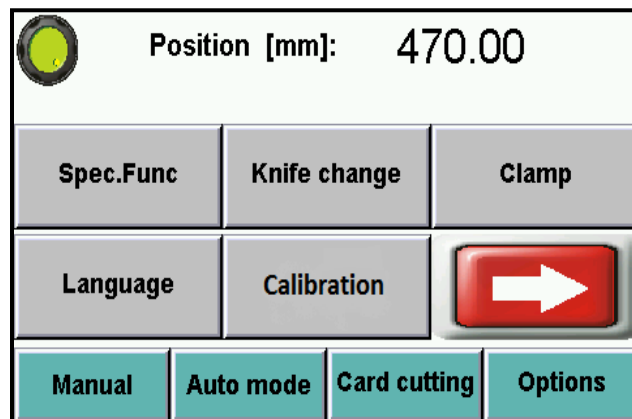 Position [mm]: 470.00
Spec.Func Knife change Clamp
Language Calibration
Manual Auto mode Card cutting Options